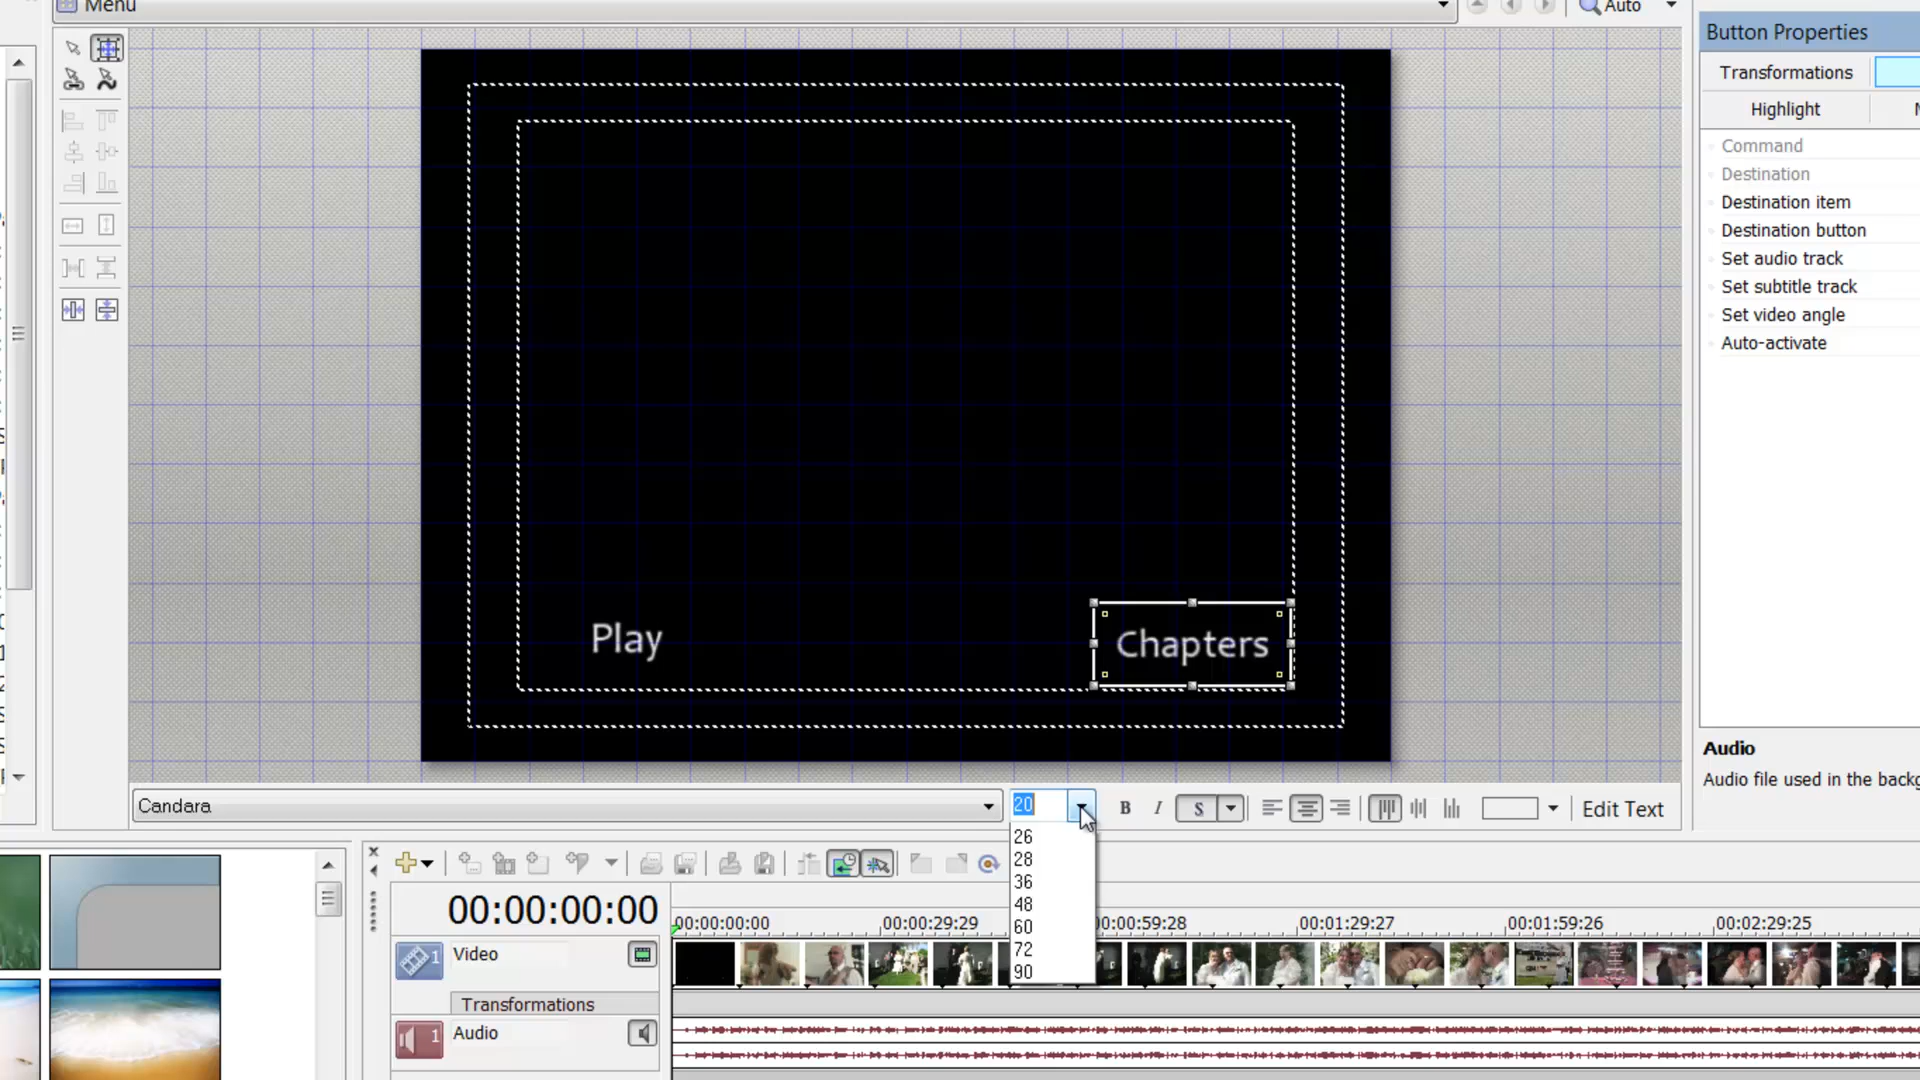 Menu
Auto
Button Properties
Transformations
Highlight
Command
Destination
Destination item
Destination button
Set audio track
Set subtitle track
Set video angle
Auto-activate
Play
Chapters
Audio
Audio file used in the backg
Candara
20
B I S
Edit Text
26
28
36
48
60
72
90
00:00:00:00
00:00:00:00
00:00:29:29
00:00:59:28
00:01:29:27
00:01:59:26
00:02:29:25
1
Video
Transformations
1
Audio